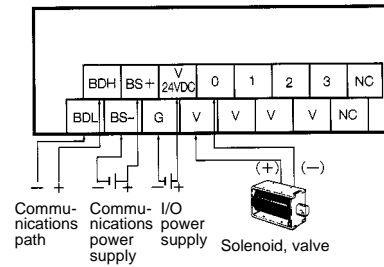 BDH BS+ V 24VDC 0 1 2 3 NC
BDL BS− G V V V V NC
− + − + − + (+) (−)
Commu-
nications
path
Commu-
nications
power
supply
I/O
power
supply
Solenoid, valve